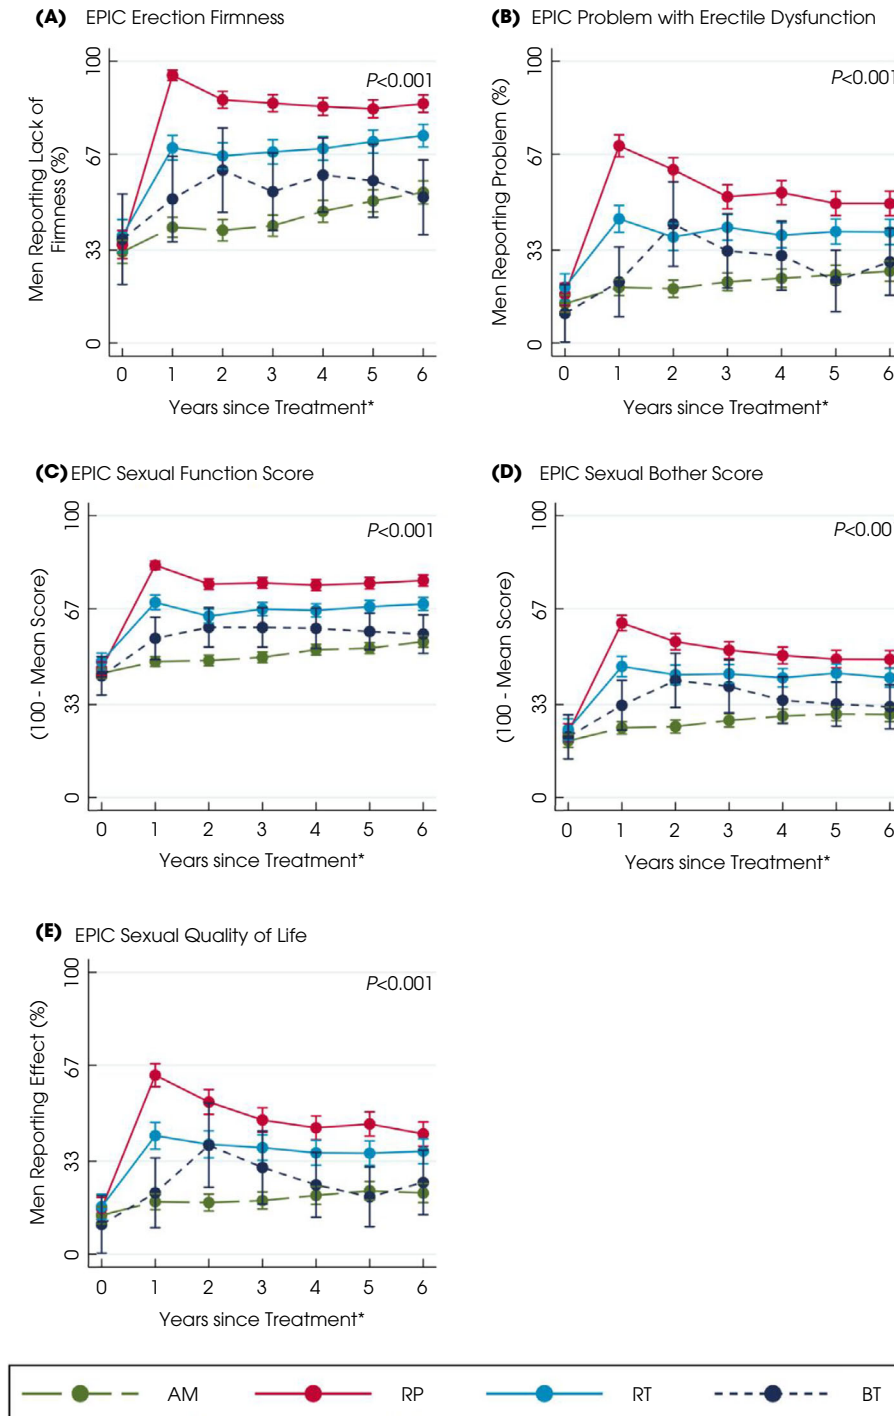 (A) EPIC Erection Firmness
Men Reporting Lack of
Firmness (%)
100
67
33
0
P<0.001
0 1 2 3 4 5 6
Years since Treatment*
(B) EPIC Problem with Erectile Dysfunction
Men Reporting Problem (%)
100
67
33
0
P<0.001
0 1 2 3 4 5 6
Years since Treatment*
(C) EPIC Sexual Function Score
(100 - Mean Score)
100
67
33
0
P<0.001
0 1 2 3 4 5 6
Years since Treatment*
(D) EPIC Sexual Bother Score
(100 - Mean Score)
100
67
33
0
P<0.00
0 1 2 3 4 5 6
Years since Treatment*
(E) EPIC Sexual Quality of Life
Men Reporting Effect (%)
100
67
33
0
P<0.001
0 1 2 3 4 5 6
Years since Treatment*
AM RP RT BT